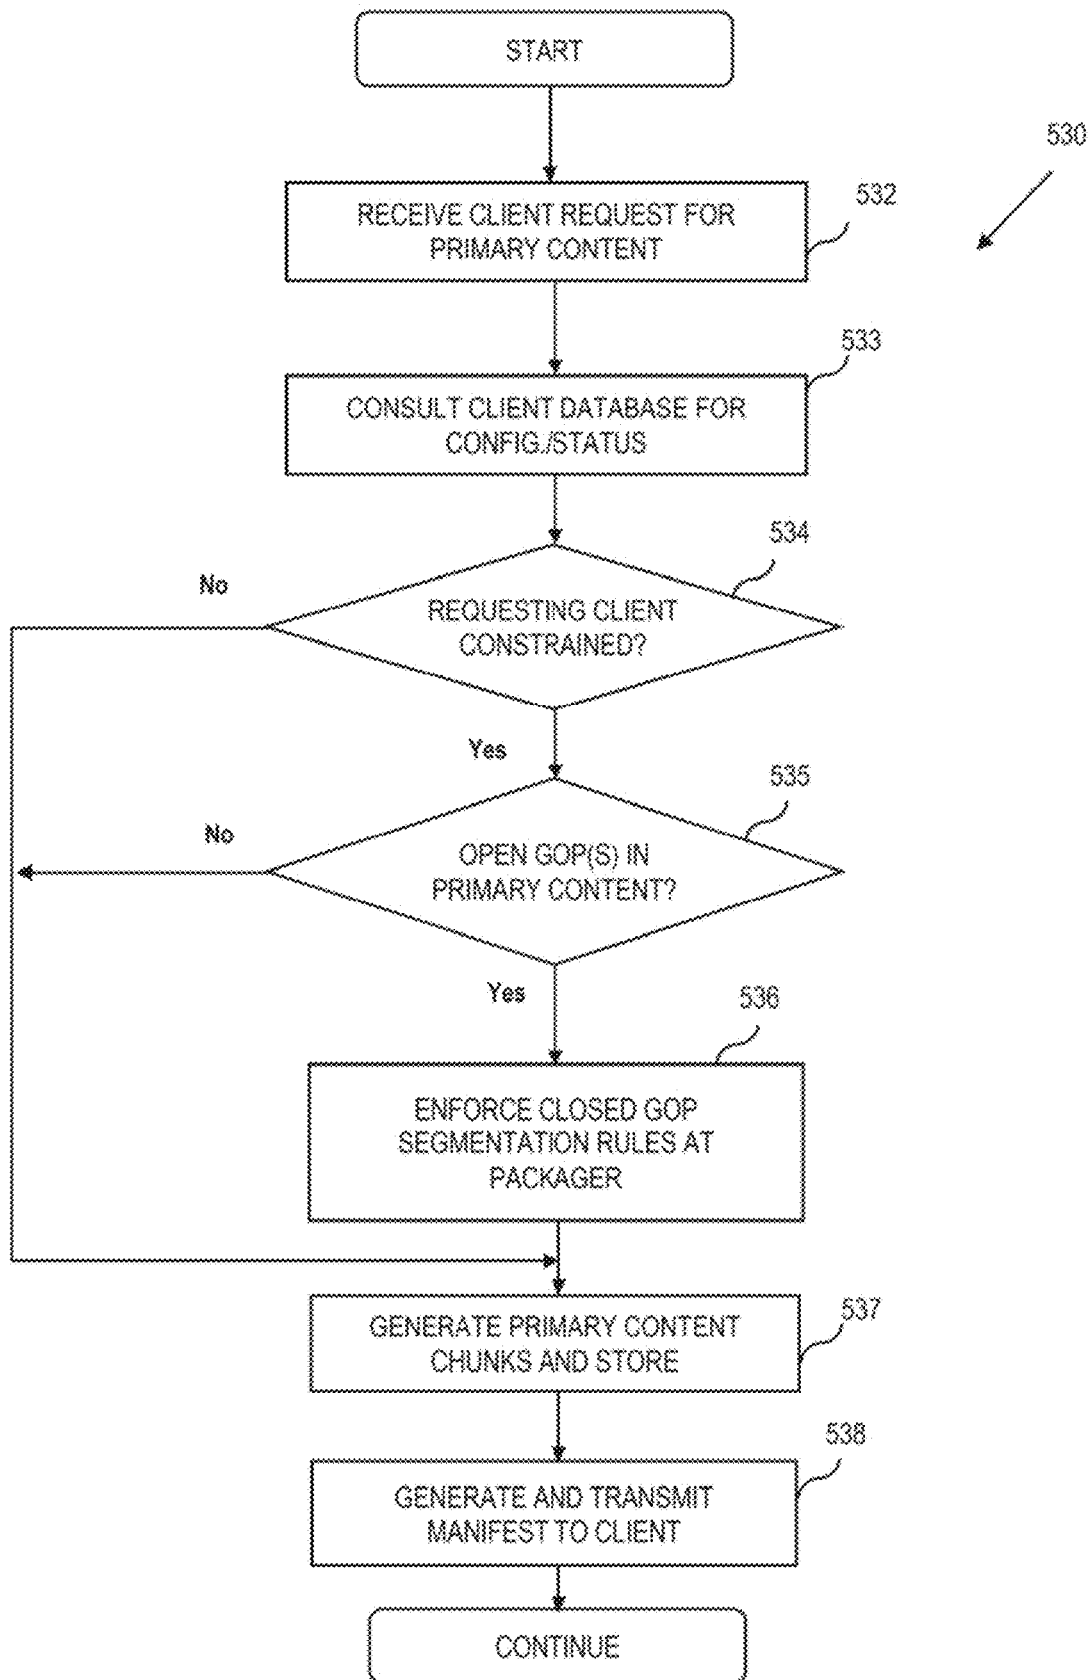 START
530
RECEIVE CLIENT REQUEST FOR
PRIMARY CONTENT
532
CONSULT CLIENT DATABASE FOR
CONFIG./STATUS
533
REQUESTING CLIENT
CONSTRAINED?
534
No
Yes
OPEN GOP(S) IN
PRIMARY CONTENT?
535
No
Yes
ENFORCE CLOSED GOP
SEGMENTATION RULES AT
PACKAGER
536
GENERATE PRIMARY CONTENT
CHUNKS AND STORE
537
GENERATE AND TRANSMIT
MANIFEST TO CLIENT
538
CONTINUE